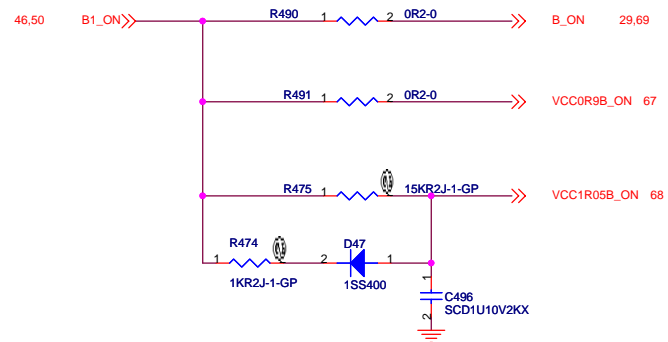 46,50 B1_ON R490 1 2 0R2-0 B_ON 29,69
R491 1 2 0R2-0 VCC0R9B_ON 67
R475 1 2 15KR2J-1-GP VCC1R05B_ON 68
R474 D47
1 2 1
1KR2J-1-GP 1SS400
1
C496
SCD1U10V2KX
2